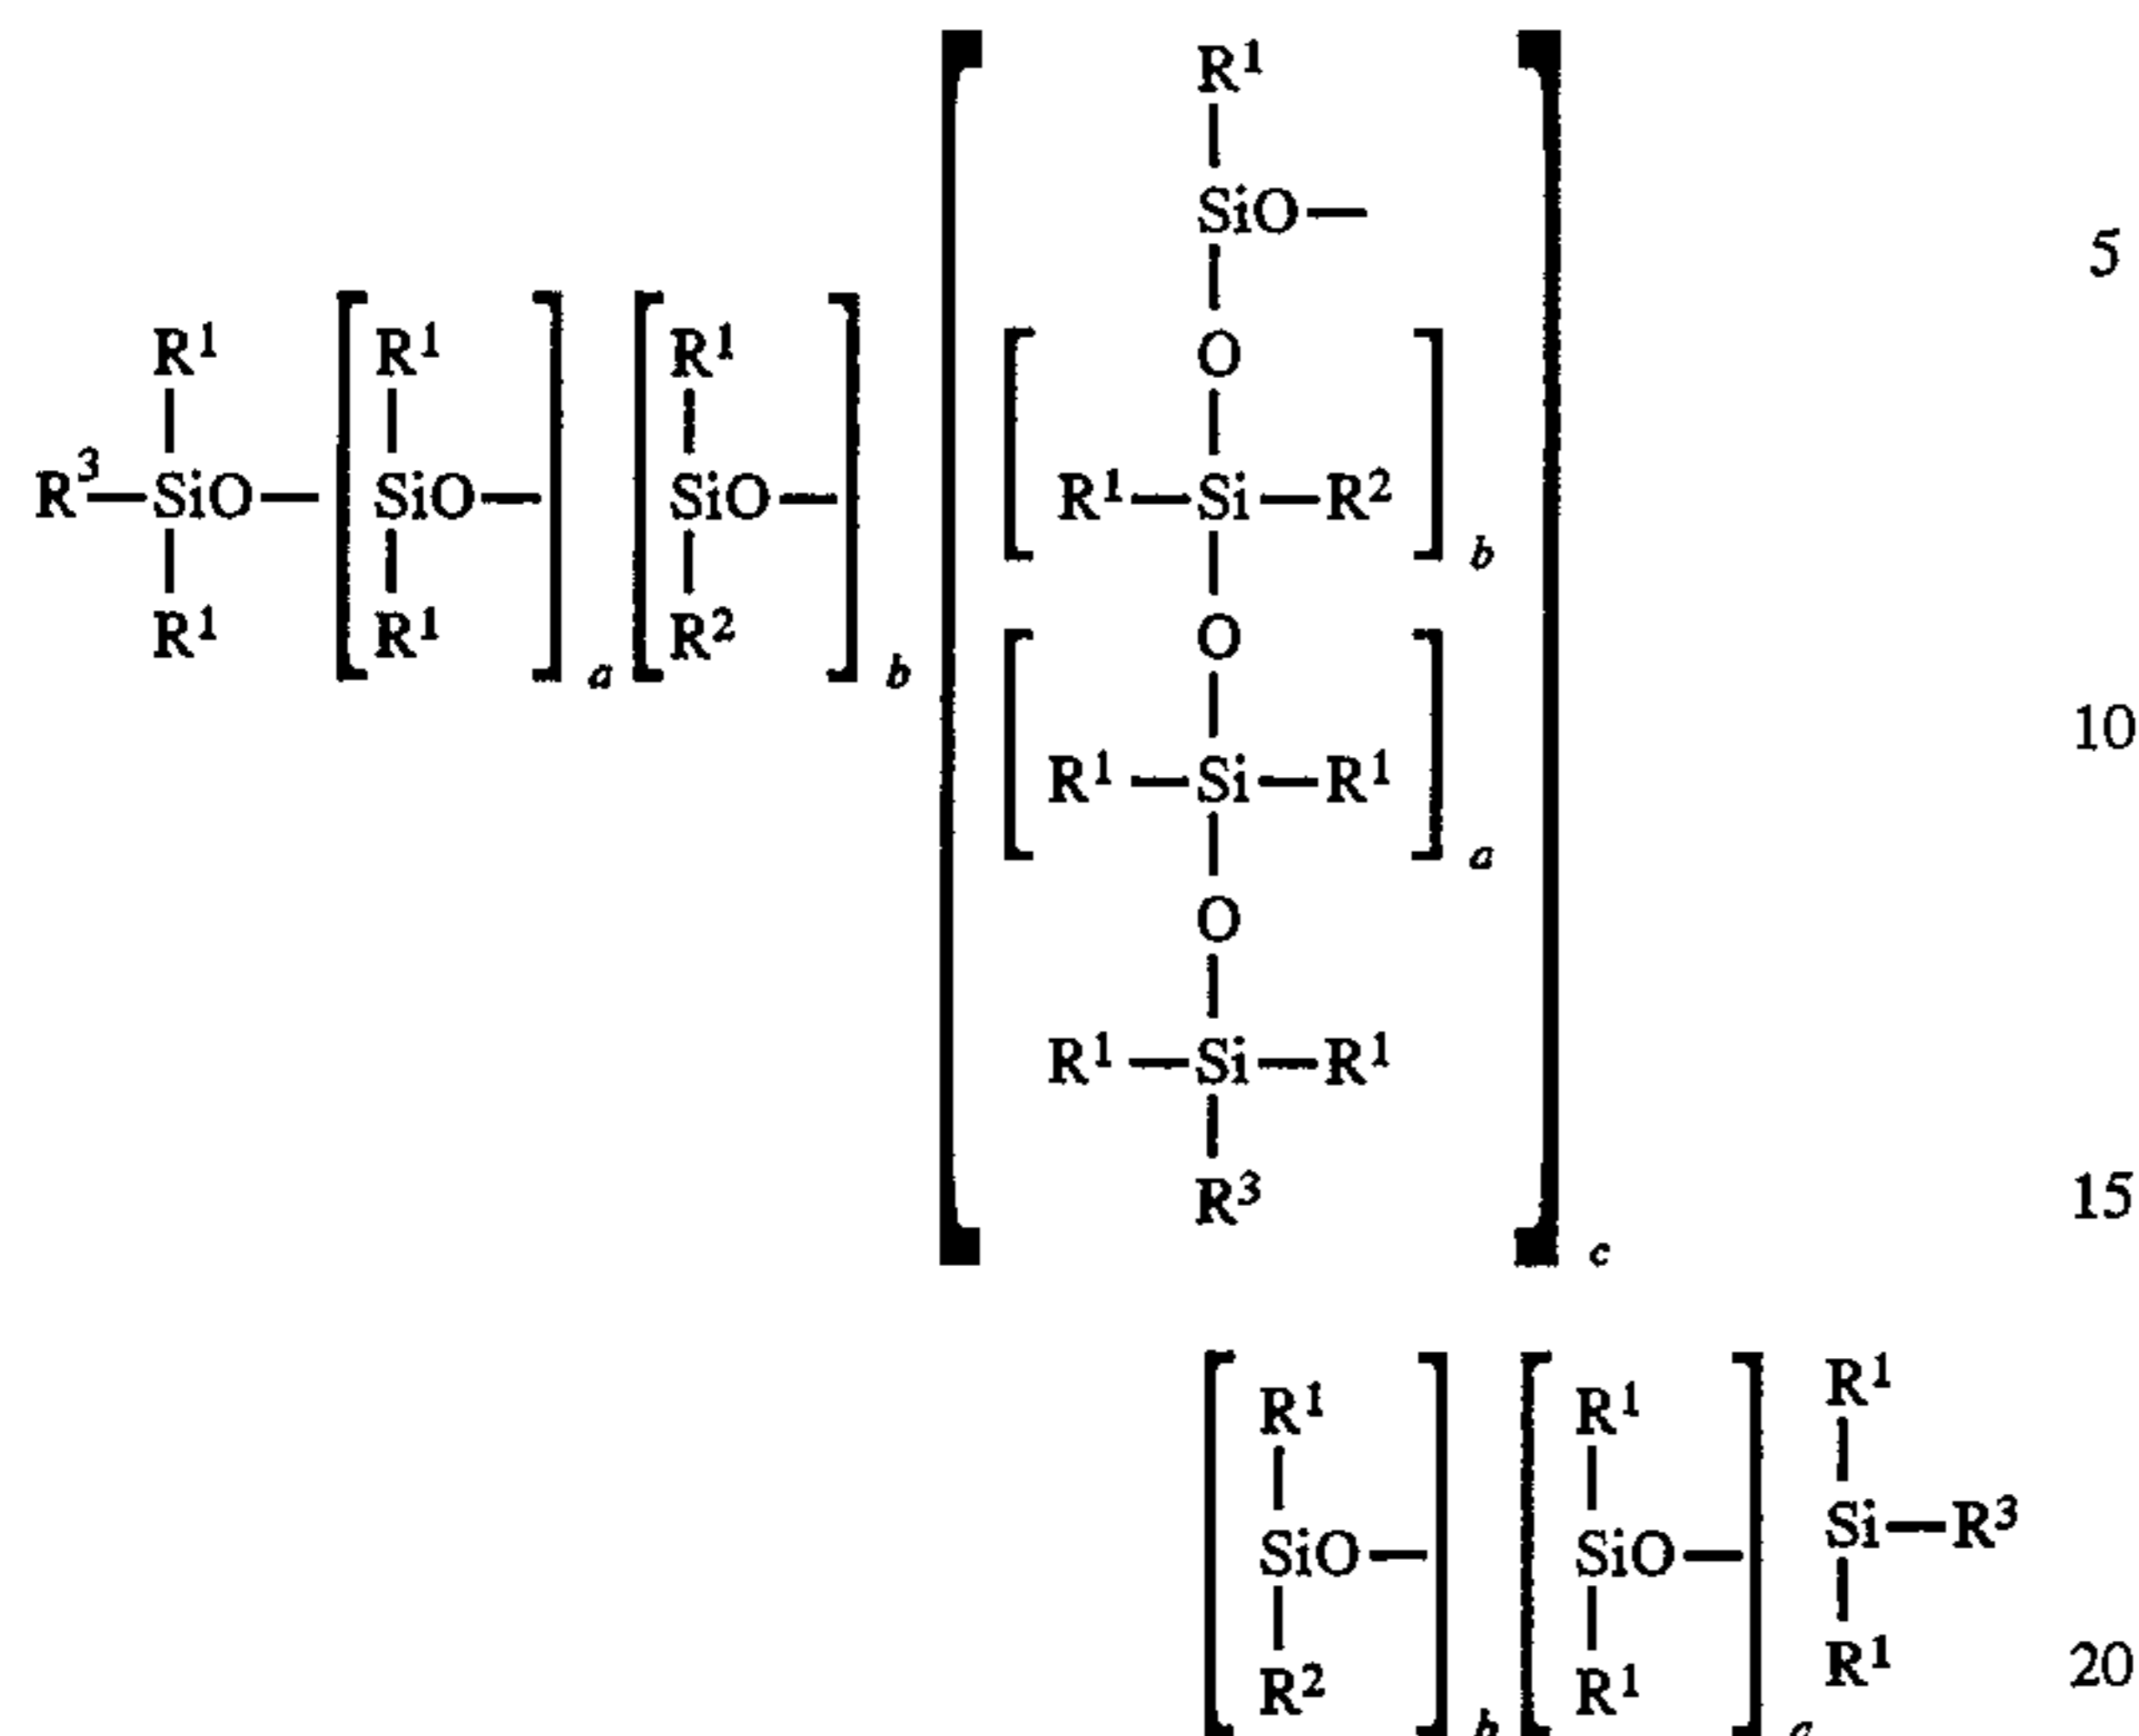 R¹
SiO— 5
R¹ R¹ R¹ O
R³—SiO— SiO— SiO— R¹—Si—R² b
R¹ R¹ a R² b O
10
R¹—Si—R¹ a
O
R¹—Si—R¹
R³ 15
c
R¹ R¹ R¹
SiO— SiO— Si—R³
R² b R¹ a R¹ 20